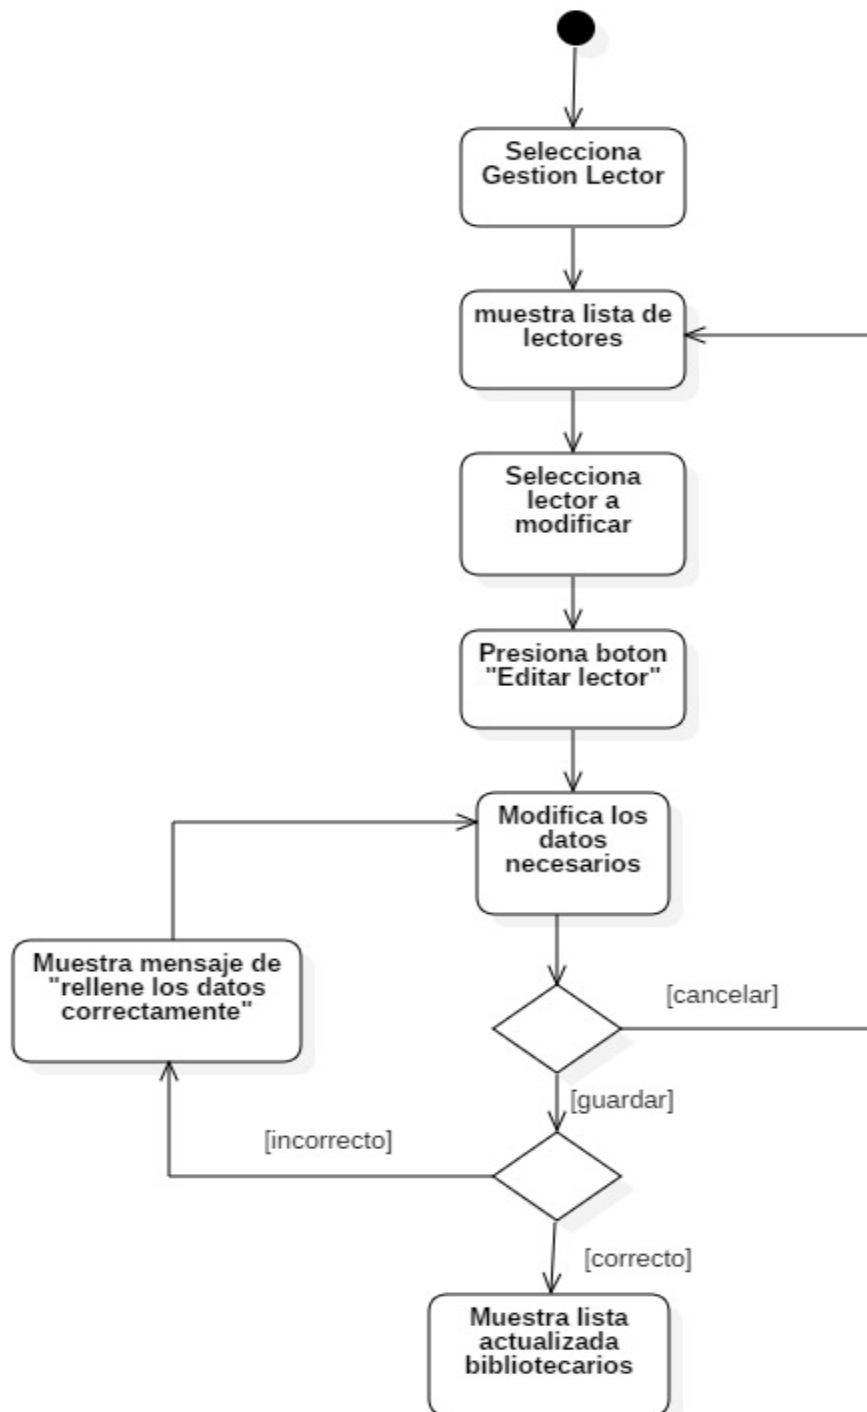 Selecciona
Gestion Lector
muestra lista de
lectores
Selecciona
lector a
modificar
Presiona boton
"Editar lector"
Modifica los
datos
necesarios
Muestra mensaje de
"rellene los datos
correctamente"
[cancelar]
[guardar]
[incorrecto]
[correcto]
Muestra lista
actualizada
bibliotecarios